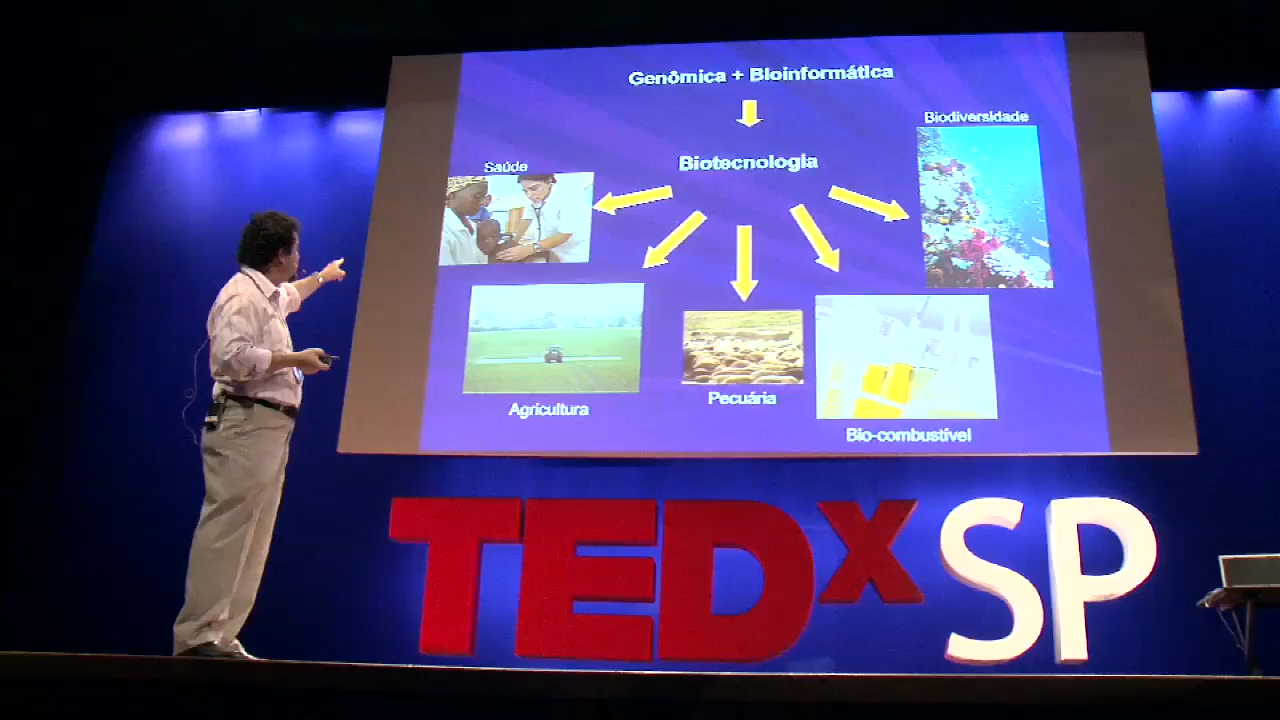 Genômica + Bioinformática
Biodiversidade
Saúde
Biotecnologia
Agricultura
Pecuária
Bio-combustível
TEDxSP